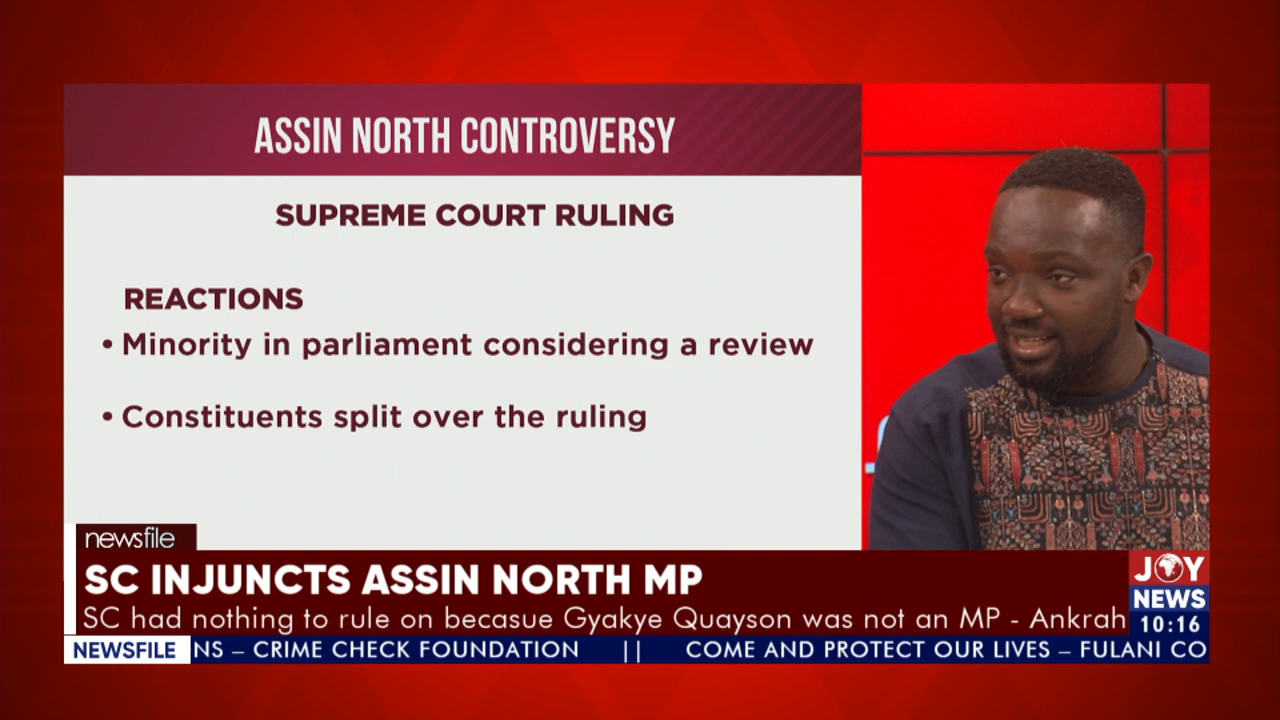 ASSIN NORTH CONTROVERSY
SUPREME COURT RULING
REACTIONS
• Minority in parliament considering a review
• Constituents split over the ruling
newsfile
SC INJUNCTS ASSIN NORTH MP
SC had nothing to rule on becasue Gyakye Quayson was not an MP - Ankrah
JOY
NEWS
10:16
NEWSFILE NS – CRIME CHECK FOUNDATION || COME AND PROTECT OUR LIVES – FULANI CO